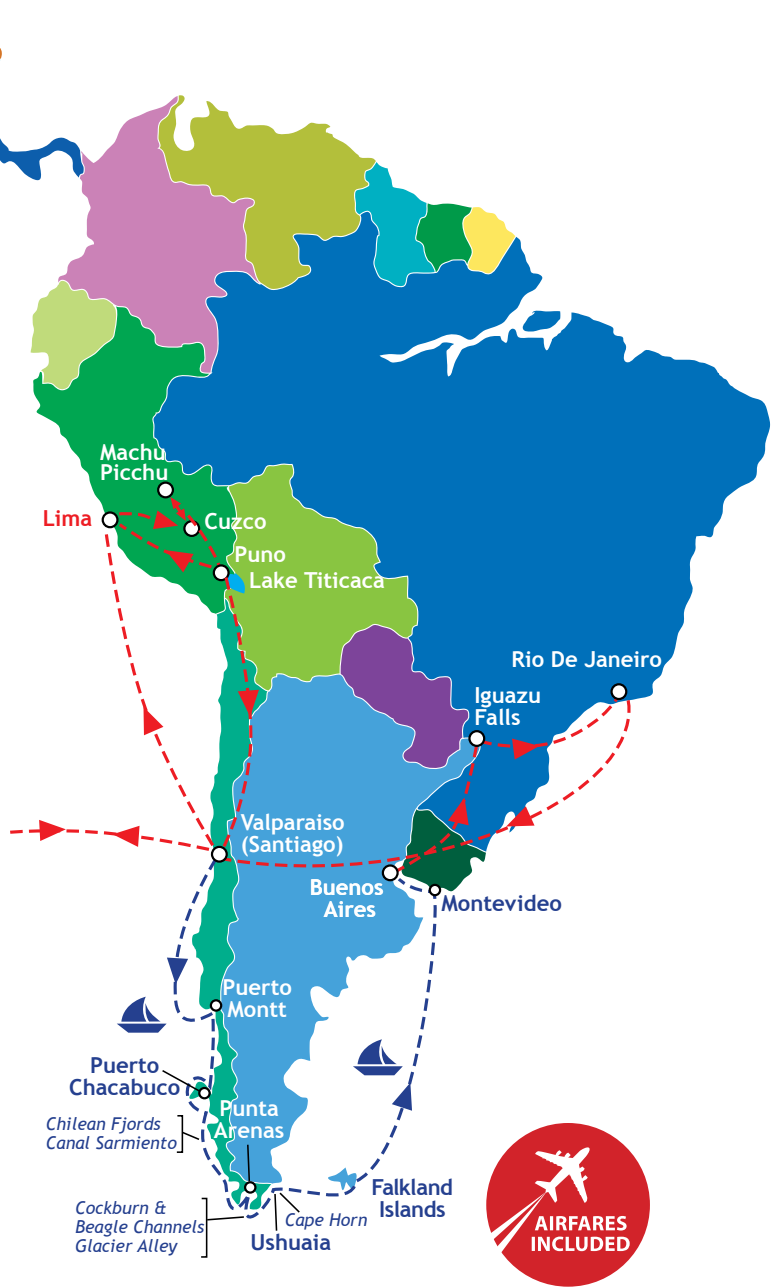 Machu
Picchu
Lima
Cuzco
Puno
Lake Titicaca
Rio De Janeiro
Iguazu
Falls
Valparaiso
(Santiago)
Buenos
Aires
Montevideo
Puerto
Montt
Puerto
Chacabuco
Punta
Arenas
Chilean Fjords
Canal Sarmiento
Falkland
Islands
Cockburn &
Beagle Channels
Glacier Alley
Cape Horn
Ushuaia
AIRFARES
INCLUDED